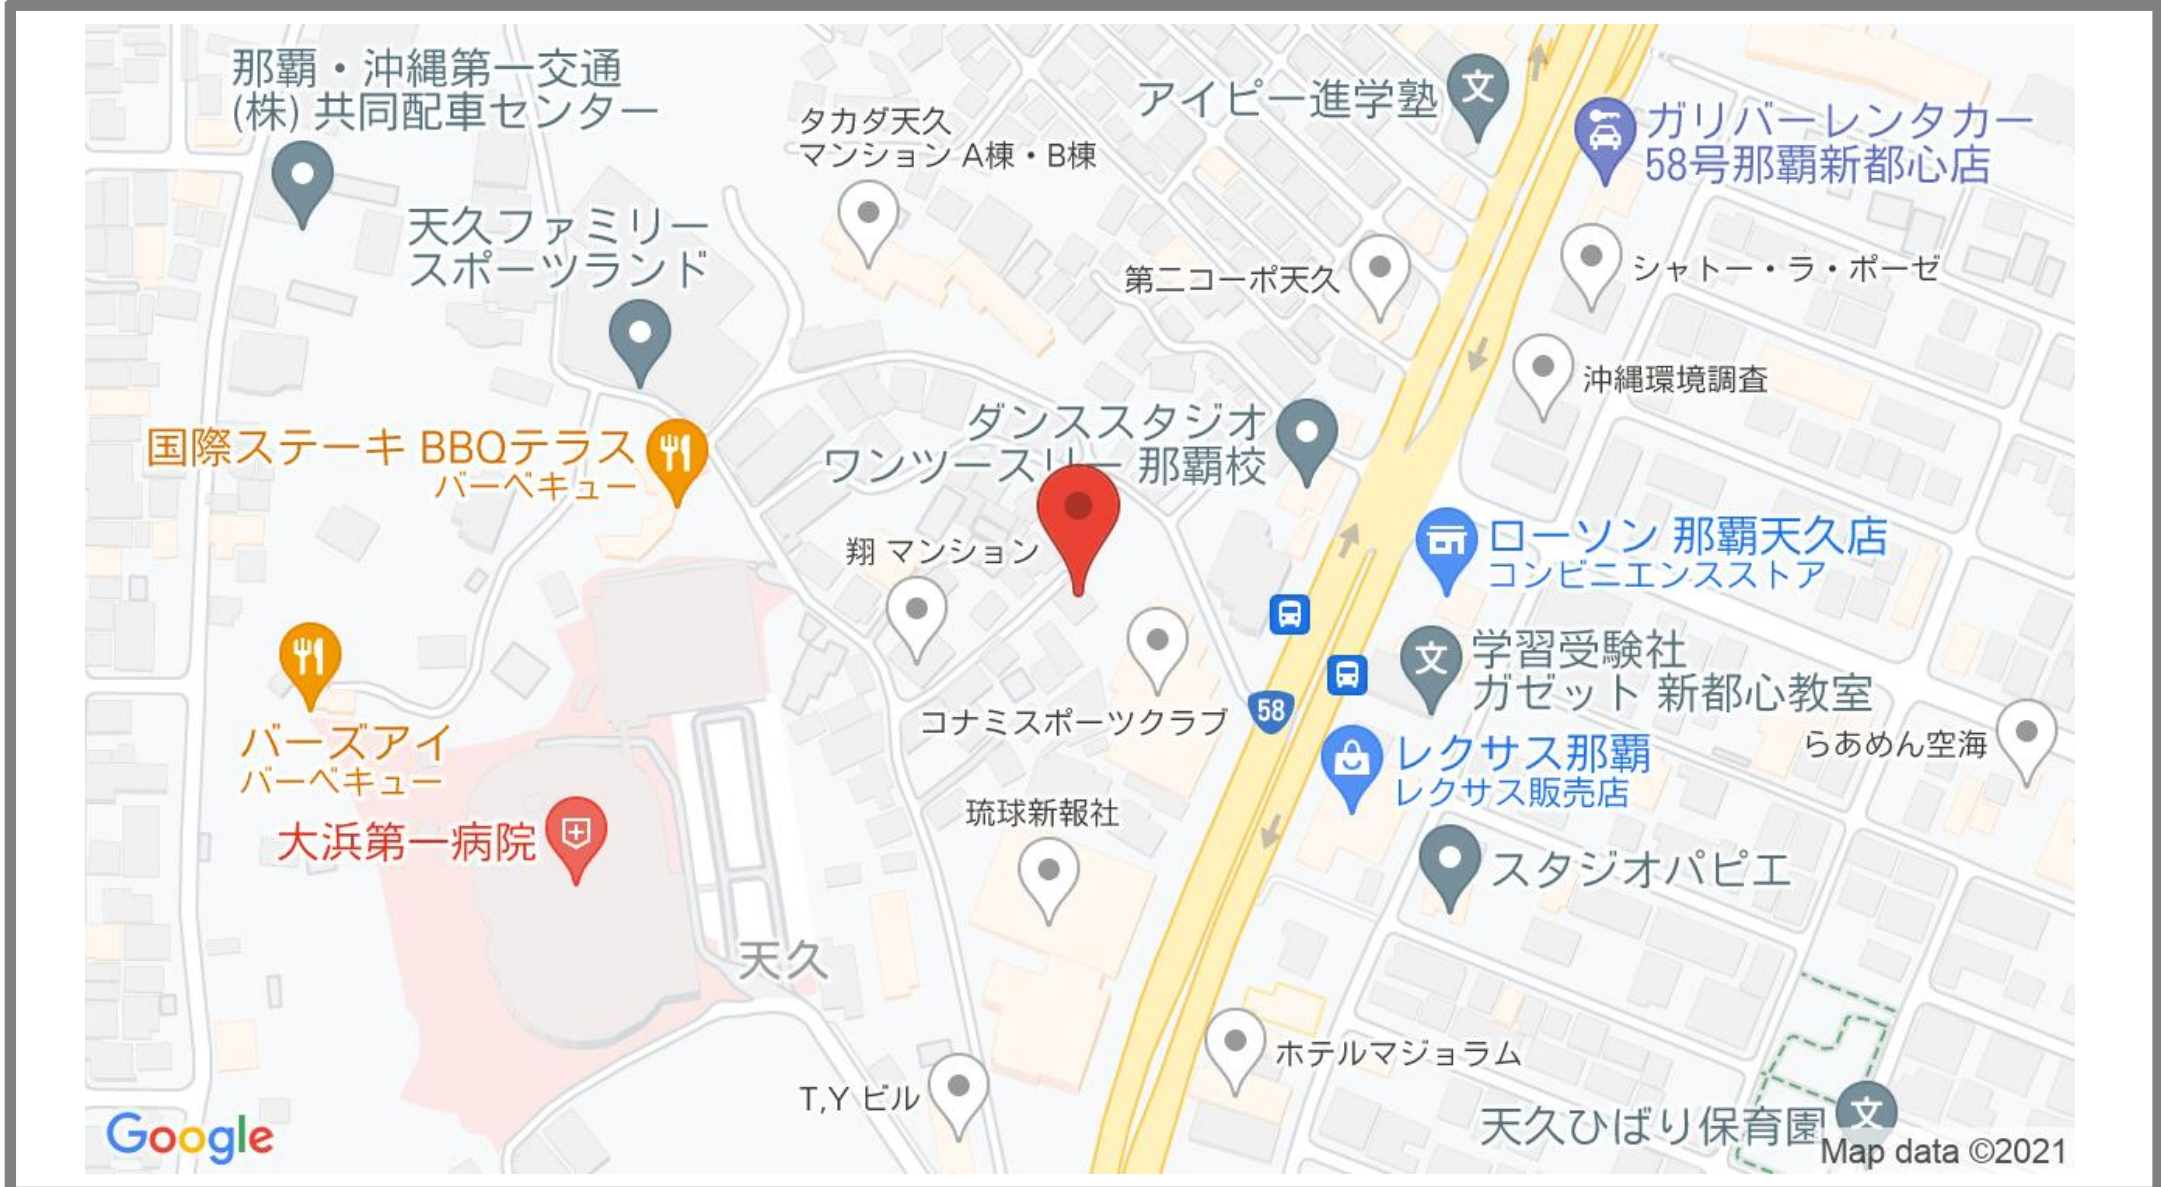 那覇・沖縄第一交通
(株) 共同配車センター
タカダ天久
マンション A棟・B棟
アイピー進学塾
ガリバーレンタカー
58号那覇新都心店
天久ファミリー
スポーツランド
第二コーポ天久
シャトー・ラ・ポーゼ
沖縄環境調査
国際ステーキ BBQテラス
バーベキュー
ダンススタジオ
ワンツースリー 那覇校
翔 マンション
ローソン 那覇天久店
コンビニエンスストア
学習受験社
ガゼット 新都心教室
コナミスポーツクラブ
58
バーズアイ
バーベキュー
レクサス那覇
レクサス販売店
らあめん空海
大浜第一病院
琉球新報社
スタジオパピエ
天久
ホテルマジョラム
T,Y ビル
天久ひばり保育園
文
文
文
Google
Map data ©2021